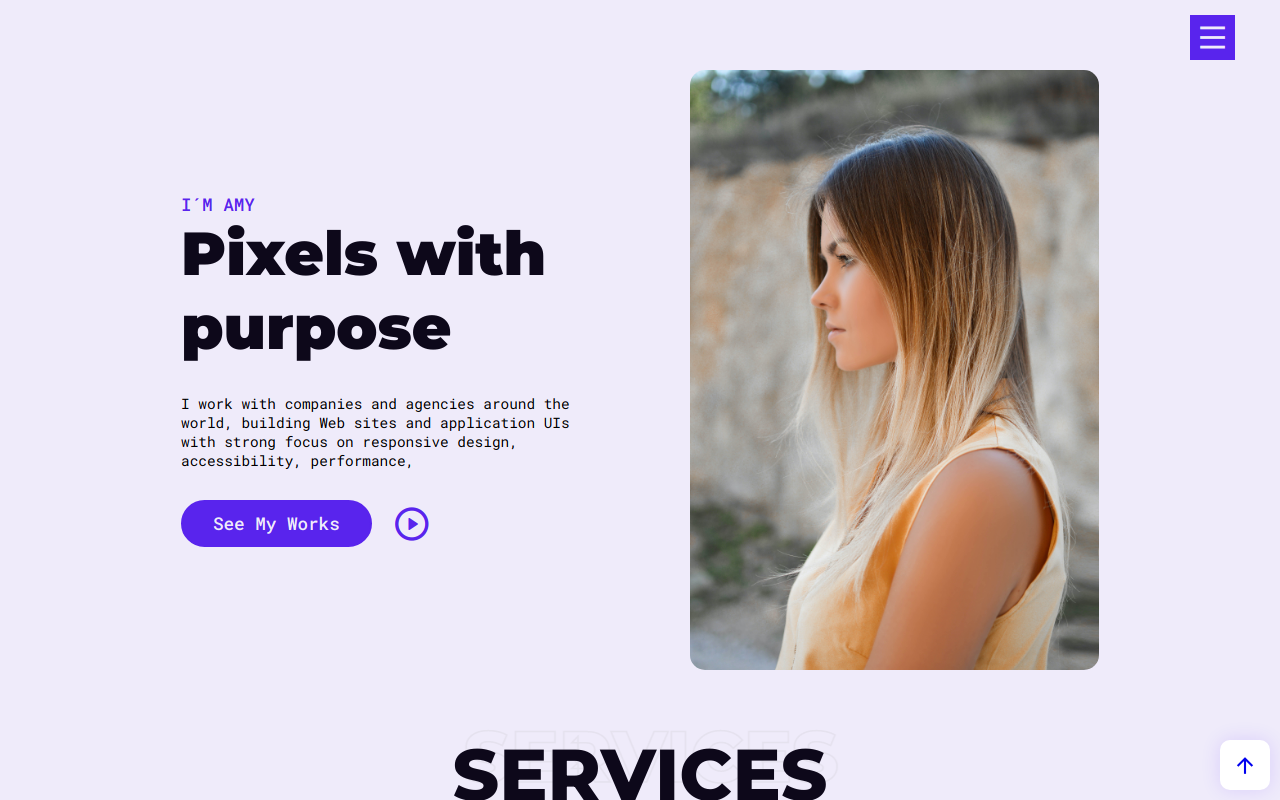 I´M AMY
Pixels with
purpose
I work with companies and agencies around the
world, building Web sites and application UIs
with strong focus on responsive design,
accessibility, performance,
See My Works
SERVICES
SERVICES